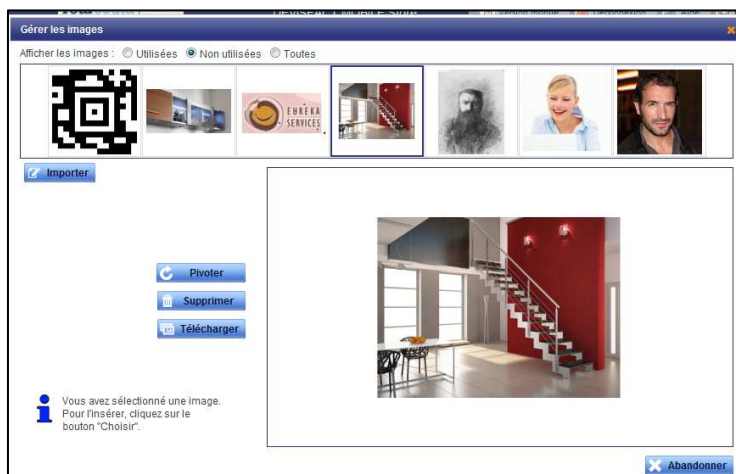 Gérer les images
Afficher les images : Utilisées Non utilisées Toutes
EURÊKA
SERVICES
Importer
Pivoter
Supprimer
Télécharger
Vous avez sélectionné une image.
Pour l'insérer, cliquez sur le
bouton "Choisir".
Abandonner